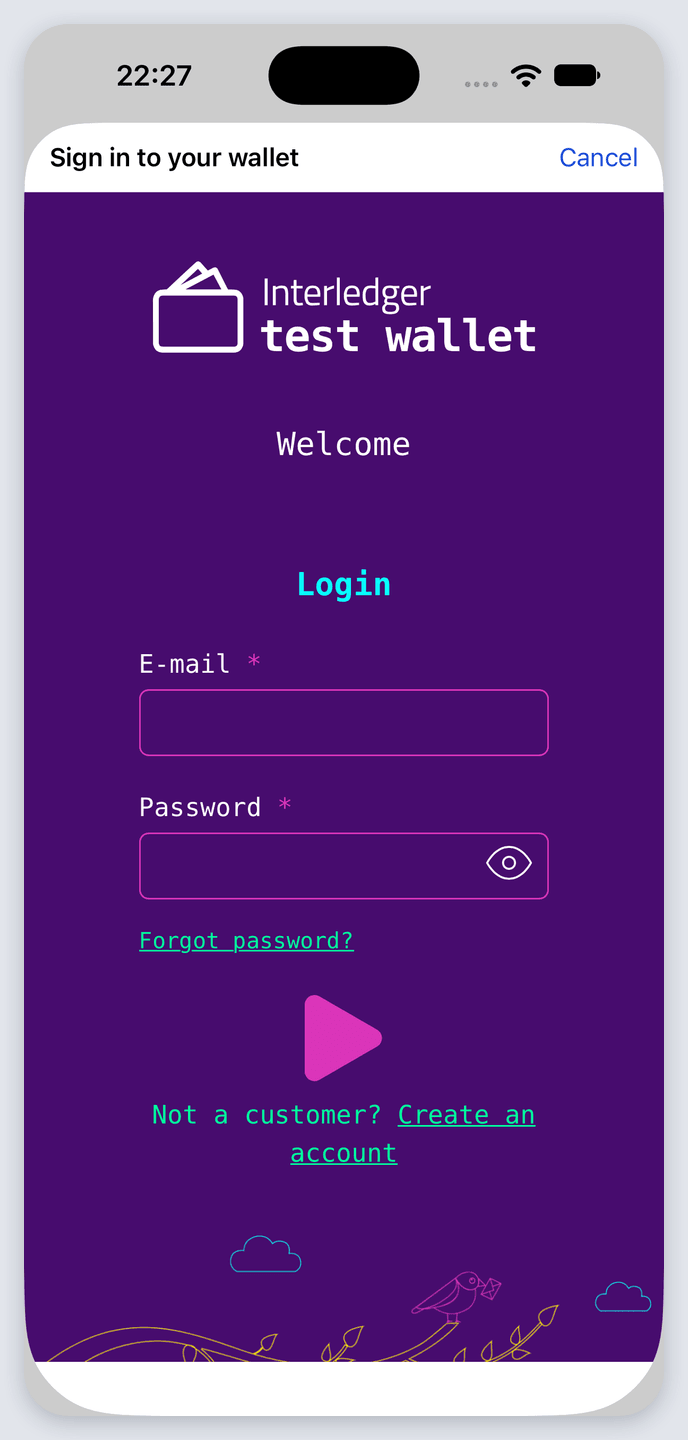 22:27
Sign in to your wallet
Cancel
Interledger
test wallet
Welcome
Login
E-mail *
Password *
Forgot password?
Not a customer? Create an
account